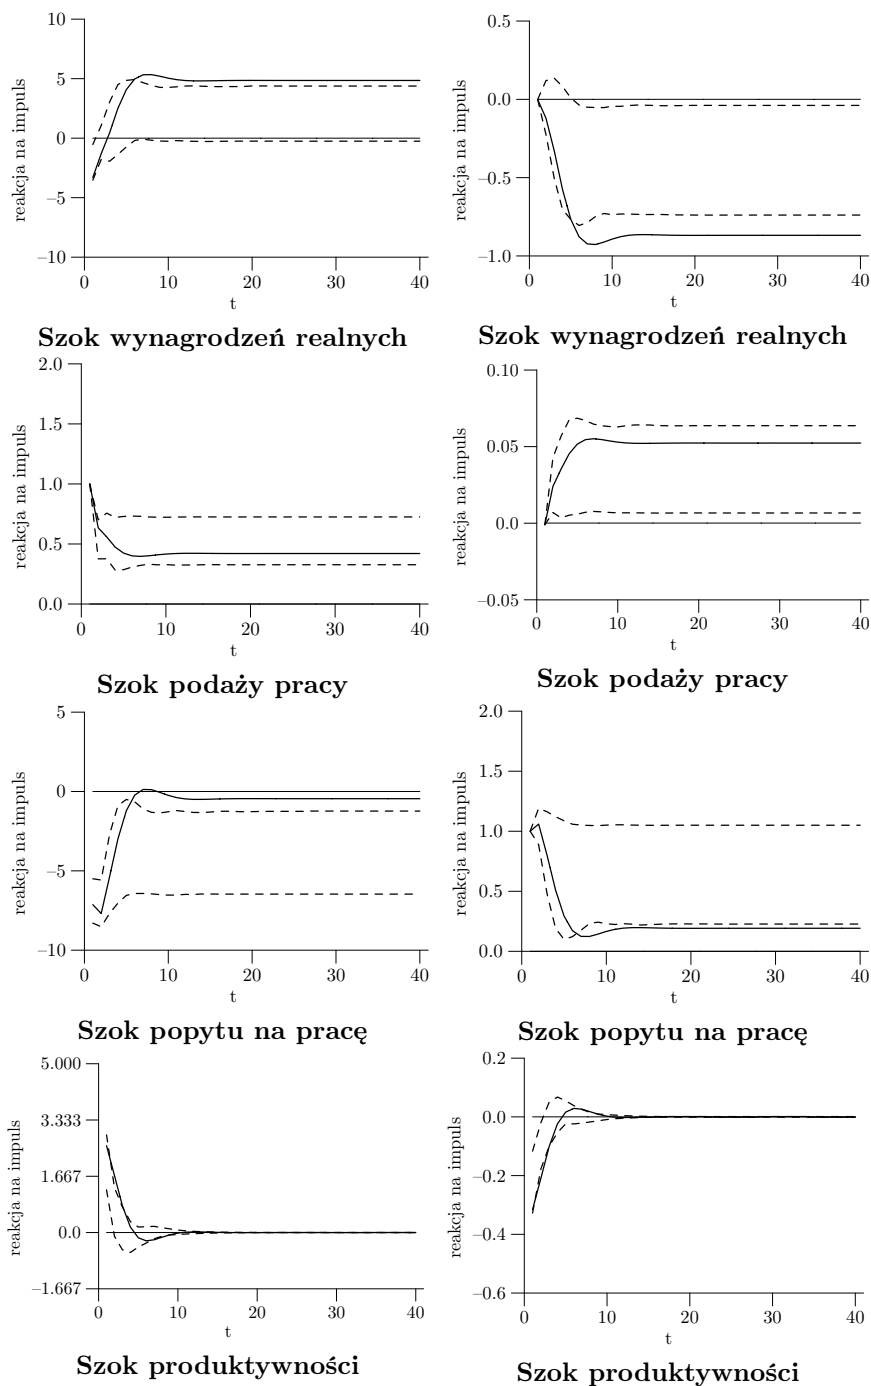 10
5
0
–5
–10
reakcja na impuls
0 10 20 30 40
t
Szok wynagrodzeń realnych
0.5
0.0
–0.5
–1.0
reakcja na impuls
0 10 20 30 40
t
Szok wynagrodzeń realnych
2.0
1.5
1.0
0.5
0.0
reakcja na impuls
0 10 20 30 40
t
Szok podaży pracy
0.10
0.05
0.0
–0.05
reakcja na impuls
0 10 20 30 40
t
Szok podaży pracy
5
0
–5
–10
reakcja na impuls
0 10 20 30 40
t
Szok popytu na pracę
2.0
1.5
1.0
0.5
0.0
reakcja na impuls
0 10 20 30 40
t
Szok popytu na pracę
5.000
3.333
1.667
0.0
–1.667
reakcja na impuls
0 10 20 30 40
t
Szok produktywności
0.2
0.0
–0.2
–0.4
–0.6
reakcja na impuls
0 10 20 30 40
t
Szok produktywności